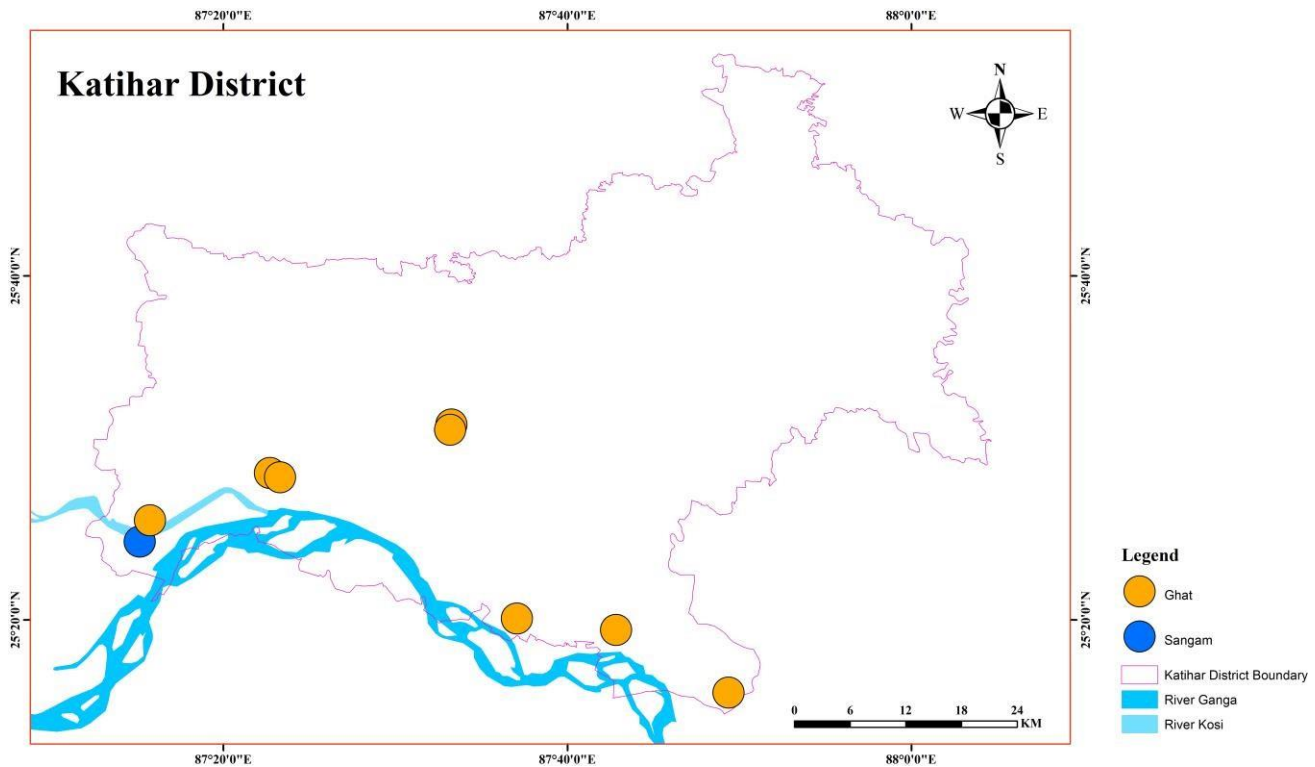 87°20'0"E 87°40'0"E 88°0'0"E
Katihar District
N
W E
S
25°40'0"N 25°40'0"N
25°20'0"N 25°20'0"N
Legend
Ghat
Sangam
Katihar District Boundary
River Ganga
River Kosi
0 6 12 18 24
KM
87°20'0"E 87°40'0"E 88°0'0"E